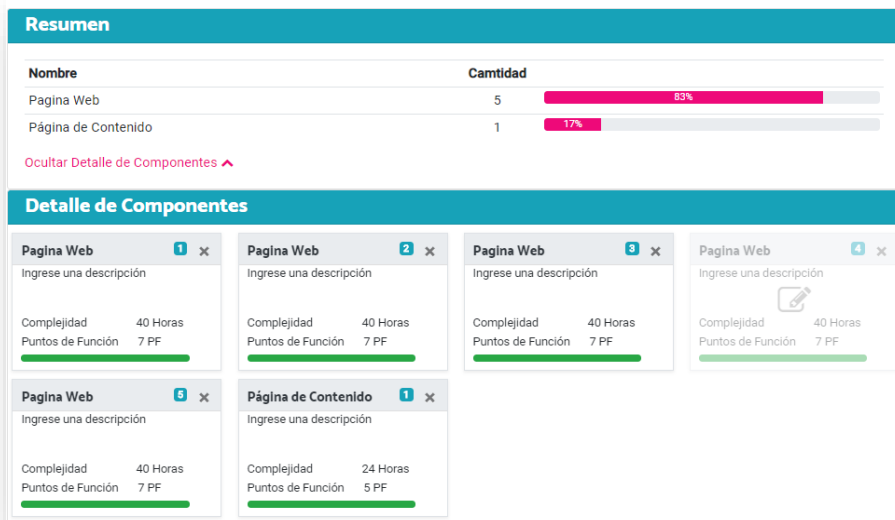 Resumen
Nombre Camtidad
Pagina Web 5 83%
Página de Contenido 1 17%
Ocultar Detalle de Componentes
Detalle de Componentes
Pagina Web 1 ×
Ingrese una descripción
Complejidad 40 Horas
Puntos de Función 7 PF
Pagina Web 2 ×
Ingrese una descripción
Complejidad 40 Horas
Puntos de Función 7 PF
Pagina Web 3 ×
Ingrese una descripción
Complejidad 40 Horas
Puntos de Función 7 PF
Pagina Web 4 ×
Ingrese una descripción
Complejidad 40 Horas
Puntos de Función 7 PF
Pagina Web 5 ×
Ingrese una descripción
Complejidad 40 Horas
Puntos de Función 7 PF
Página de Contenido 1 ×
Ingrese una descripción
Complejidad 24 Horas
Puntos de Función 5 PF